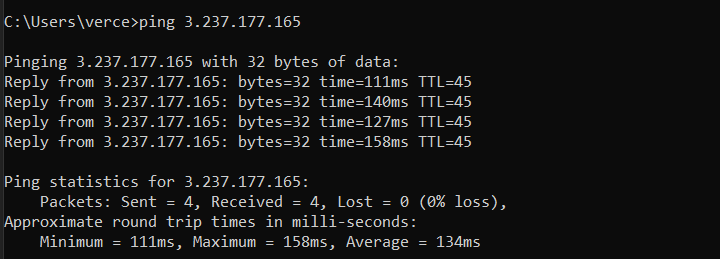 C:\Users\verce>ping 3.237.177.165
Pinging 3.237.177.165 with 32 bytes of data:
Reply from 3.237.177.165: bytes=32 time=111ms TTL=45
Reply from 3.237.177.165: bytes=32 time=140ms TTL=45
Reply from 3.237.177.165: bytes=32 time=127ms TTL=45
Reply from 3.237.177.165: bytes=32 time=158ms TTL=45
Ping statistics for 3.237.177.165:
    Packets: Sent = 4, Received = 4, Lost = 0 (0% loss),
Approximate round trip times in milli-seconds:
    Minimum = 111ms, Maximum = 158ms, Average = 134ms